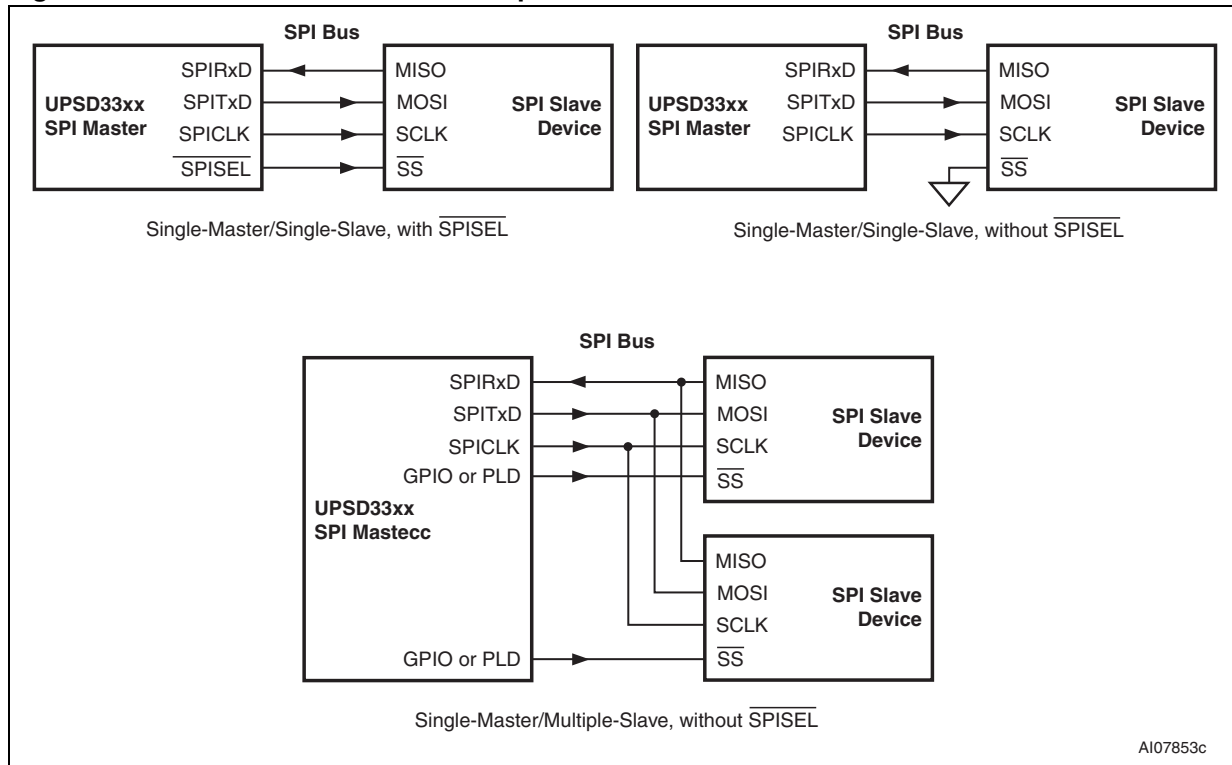 SPI Bus
SPIRxD
MISO
UPSD33xx
SPI Master
SPITxD
MOSI
SPI Slave
Device
SPICLK
SCLK
SPISEL
SS
Single-Master/Single-Slave, with SPISEL
SPI Bus
SPIRxD
MISO
UPSD33xx
SPI Master
SPITxD
MOSI
SPI Slave
Device
SPICLK
SCLK
SS
Single-Master/Single-Slave, without SPISEL
SPI Bus
SPIRxD
MISO
SPITxD
MOSI
SPI Slave
Device
SPICLK
SCLK
GPIO or PLD
SS
UPSD33xx
SPI Mastecc
MISO
MOSI
SPI Slave
Device
SCLK
GPIO or PLD
SS
Single-Master/Multiple-Slave, without SPISEL
AI07853c